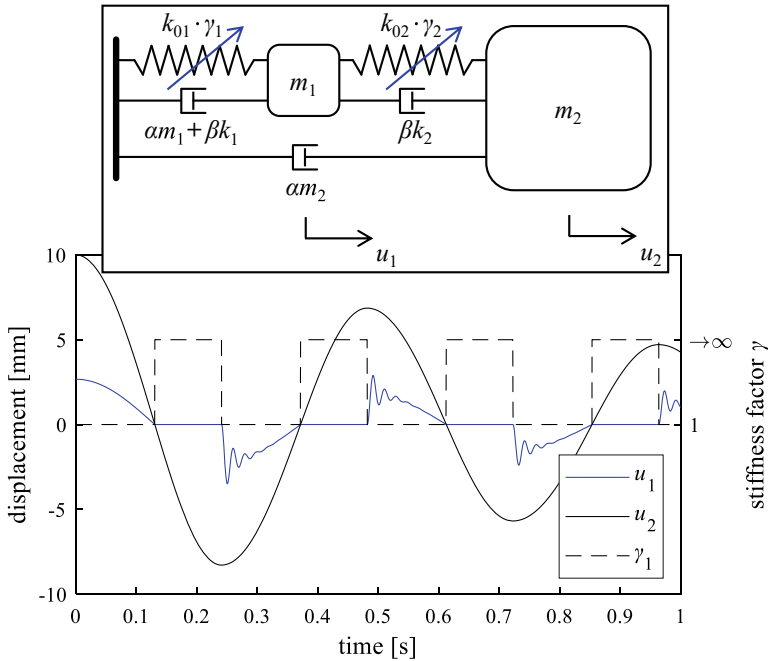 k01·γ1 k02·γ2
m1
m2
αm1+βk1 βk2
αm2
u1 u2
10
5
0
-5
-10
displacement [mm]
→∞
1
stiffness factor γ
u1
u2
γ1
0 0.1 0.2 0.3 0.4 0.5 0.6 0.7 0.8 0.9 1
time [s]